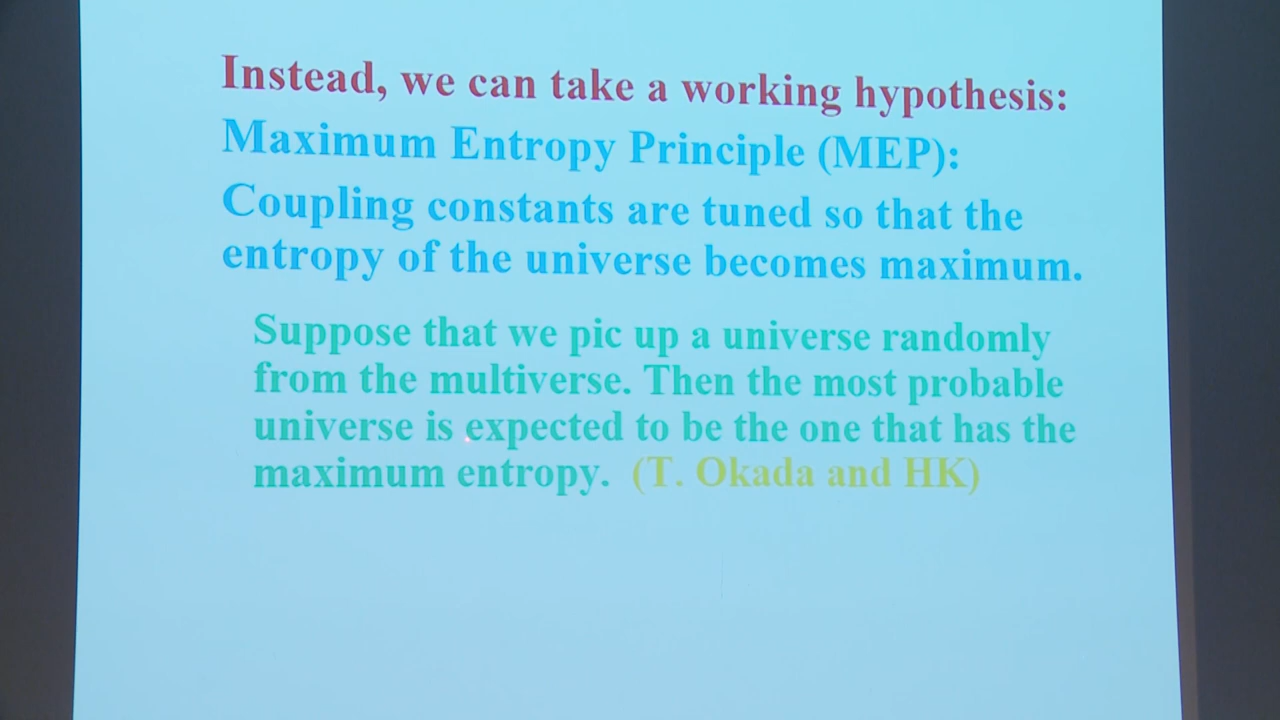 Instead, we can take a working hypothesis:
Maximum Entropy Principle (MEP):
Coupling constants are tuned so that the
entropy of the universe becomes maximum.
Suppose that we pic up a universe randomly
from the multiverse. Then the most probable
universe is expected to be the one that has the
maximum entropy. (T. Okada and HK)